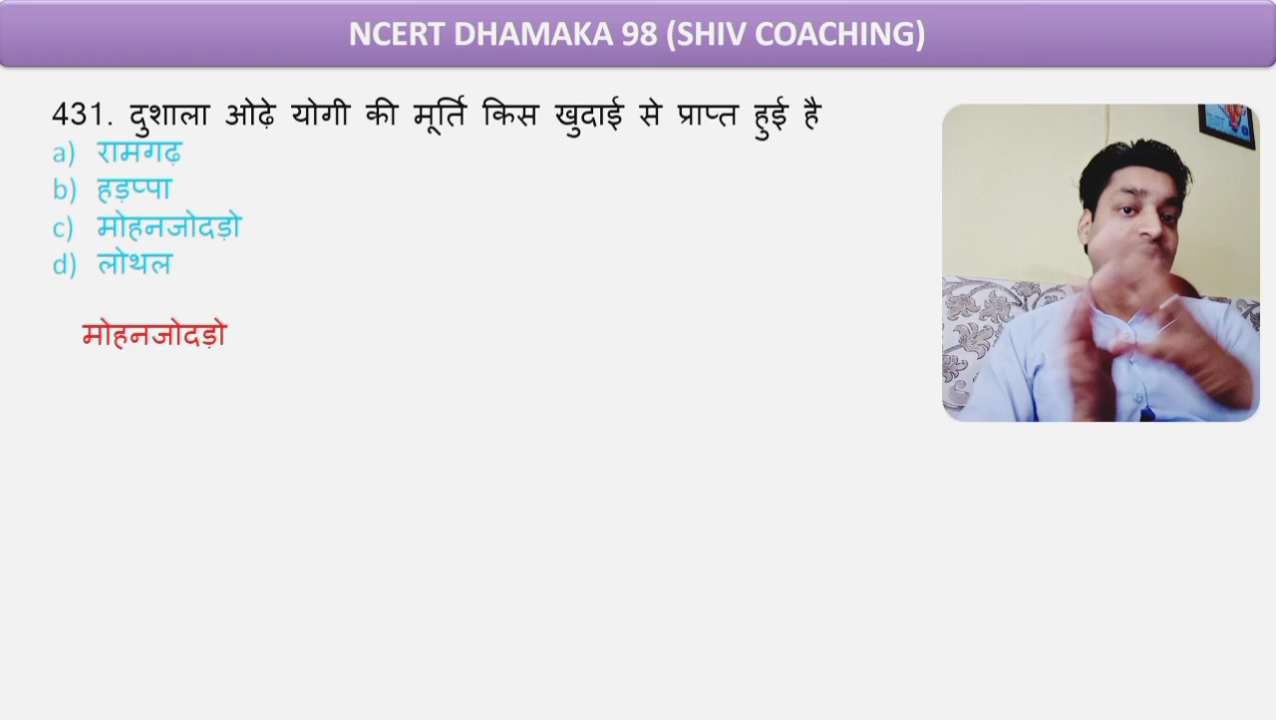 NCERT DHAMAKA 98 (SHIV COACHING)
431. दुशाला ओढ़े योगी की मूर्ति किस खुदाई से प्राप्त हुई है
a) रामगढ़
b) हड़प्पा
c) मोहनजोदड़ो
d) लोथल
मोहनजोदड़ो